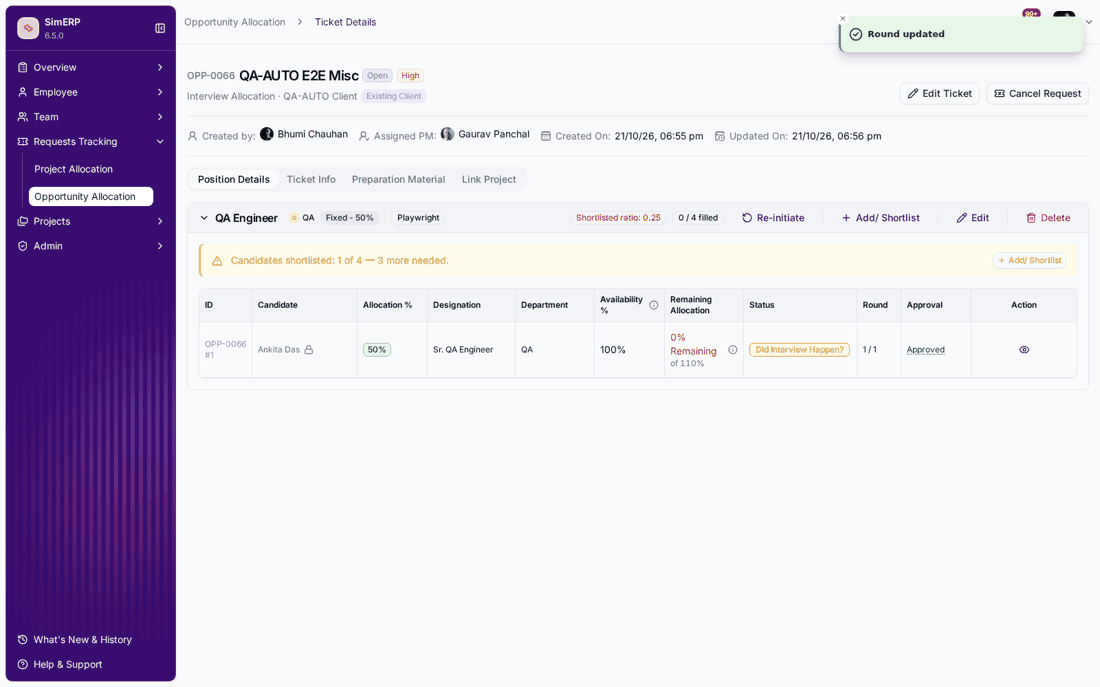 SimERP
6.5.0
Overview
Employee
Team
Requests Tracking
Project Allocation
Opportunity Allocation
Projects
Admin
What's New & History
Help & Support
Opportunity Allocation > Ticket Details
99+
Round updated
OPP-0066 QA-AUTO E2E Misc Open High
Interview Allocation · QA-AUTO Client Existing Client
Edit Ticket Cancel Request
Created by: Bhumi Chauhan Assigned PM: Gaurav Panchal Created On: 21/10/26, 06:55 pm Updated On: 21/10/26, 06:56 pm
Position Details Ticket Info Preparation Material Link Project
QA Engineer QA Fixed - 50% Playwright Shortlisted ratio: 0.25 0 / 4 filled Re-initiate + Add/ Shortlist Edit Delete
Candidates shortlisted: 1 of 4 — 3 more needed. + Add/ Shortlist
ID Candidate Allocation % Designation Department Availability % Remaining Allocation Status Round Approval Action
OPP-0066 #1 Ankita Das 50% Sr. QA Engineer QA 100% 0% Remaining of 110% Did Interview Happen? 1 / 1 Approved